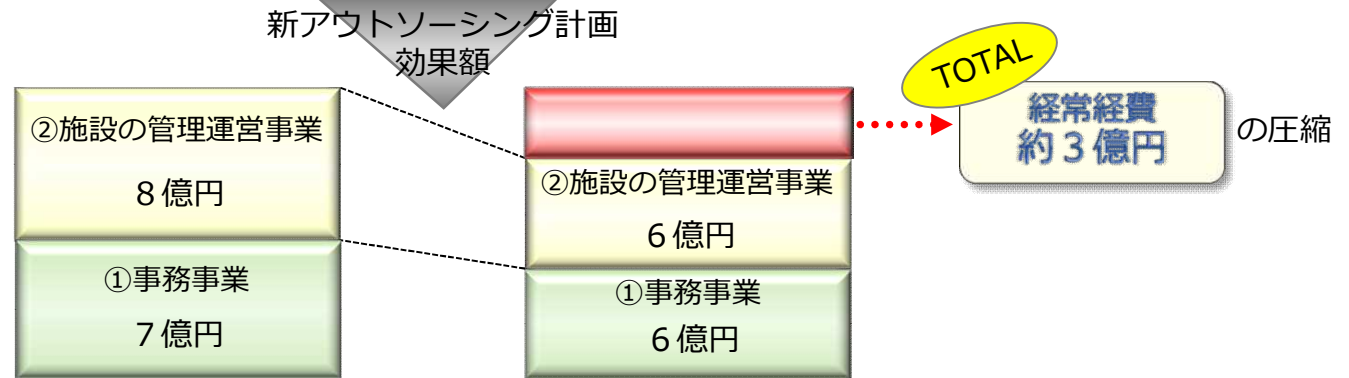 新アウトソーシング計画
効果額
②施設の管理運営事業
８億円
①事務事業
７億円
②施設の管理運営事業
６億円
①事務事業
６億円
TOTAL
経常経費
約３億円
の圧縮